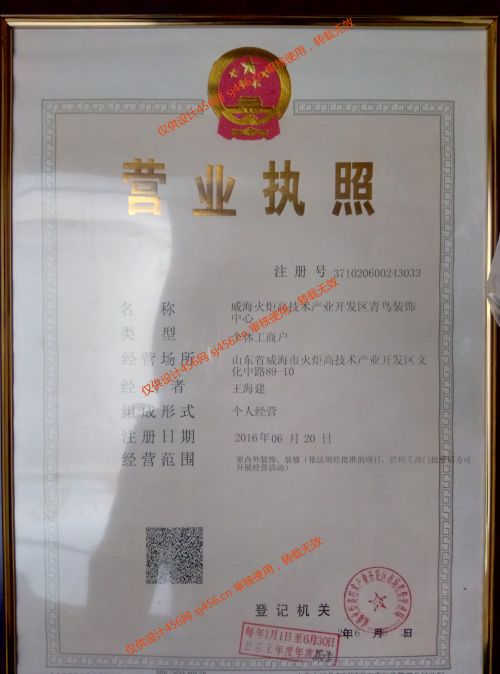 仅供设计456网 sj456.cn 审核使用，转载无效
营业执照
注 册 号 371020600243033
名 称 威海火炬高技术产业开发区青鸟装饰
中心
类 型 个体工商户
经营场所 山东省威海市火炬高技术产业开发区文
化中路89-10
经 营 者 王海建
组成形式 个人经营
注册日期 2016年06月20日
经营范围 室内外装饰、装修（依法须经批准的项目，经相关部门批准后方可
开展经营活动）
仅供设计456网 sj456.cn 审核使用，转载无效
仅供设计456网 sj456.cn 审核使用，转载无效
登记机关
每年1月1日至6月30日
公示上年度年度报告